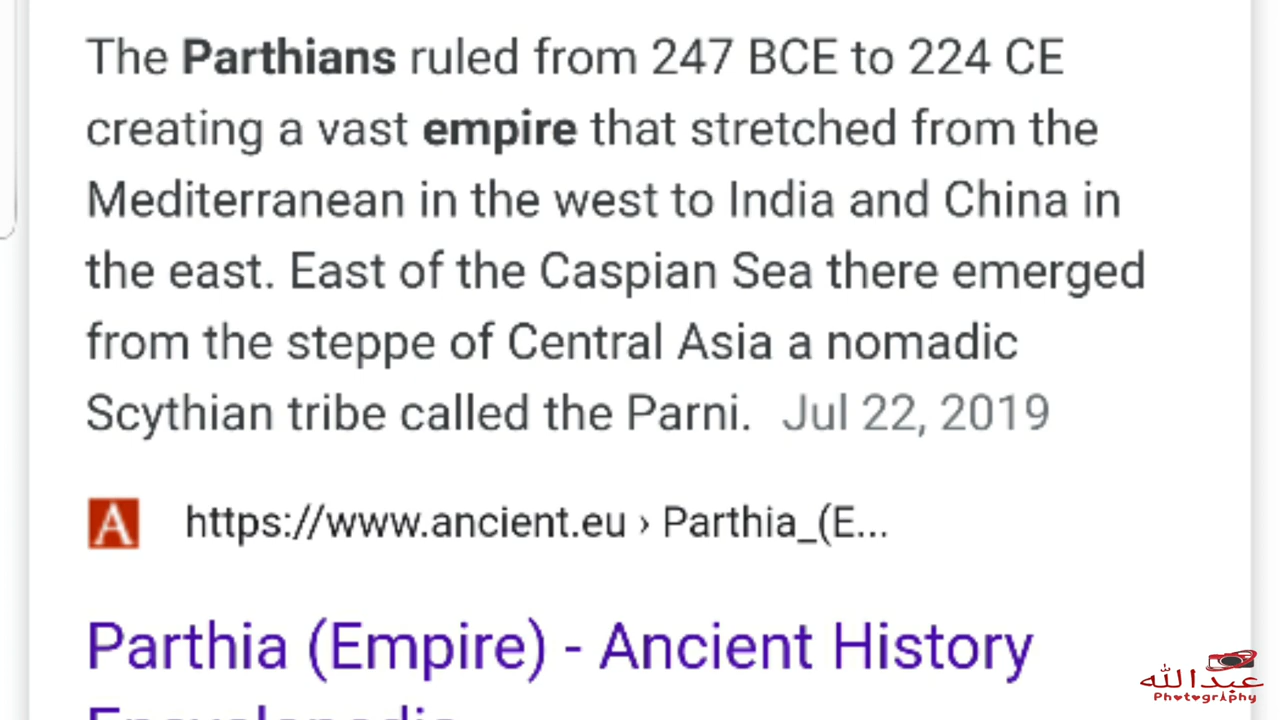 The Parthians ruled from 247 BCE to 224 CE
creating a vast empire that stretched from the
Mediterranean in the west to India and China in
the east. East of the Caspian Sea there emerged
from the steppe of Central Asia a nomadic
Scythian tribe called the Parni. Jul 22, 2019
A https://www.ancient.eu › Parthia_(E...
Parthia (Empire) - Ancient History
Encyclopedia
عبدالله
Photography